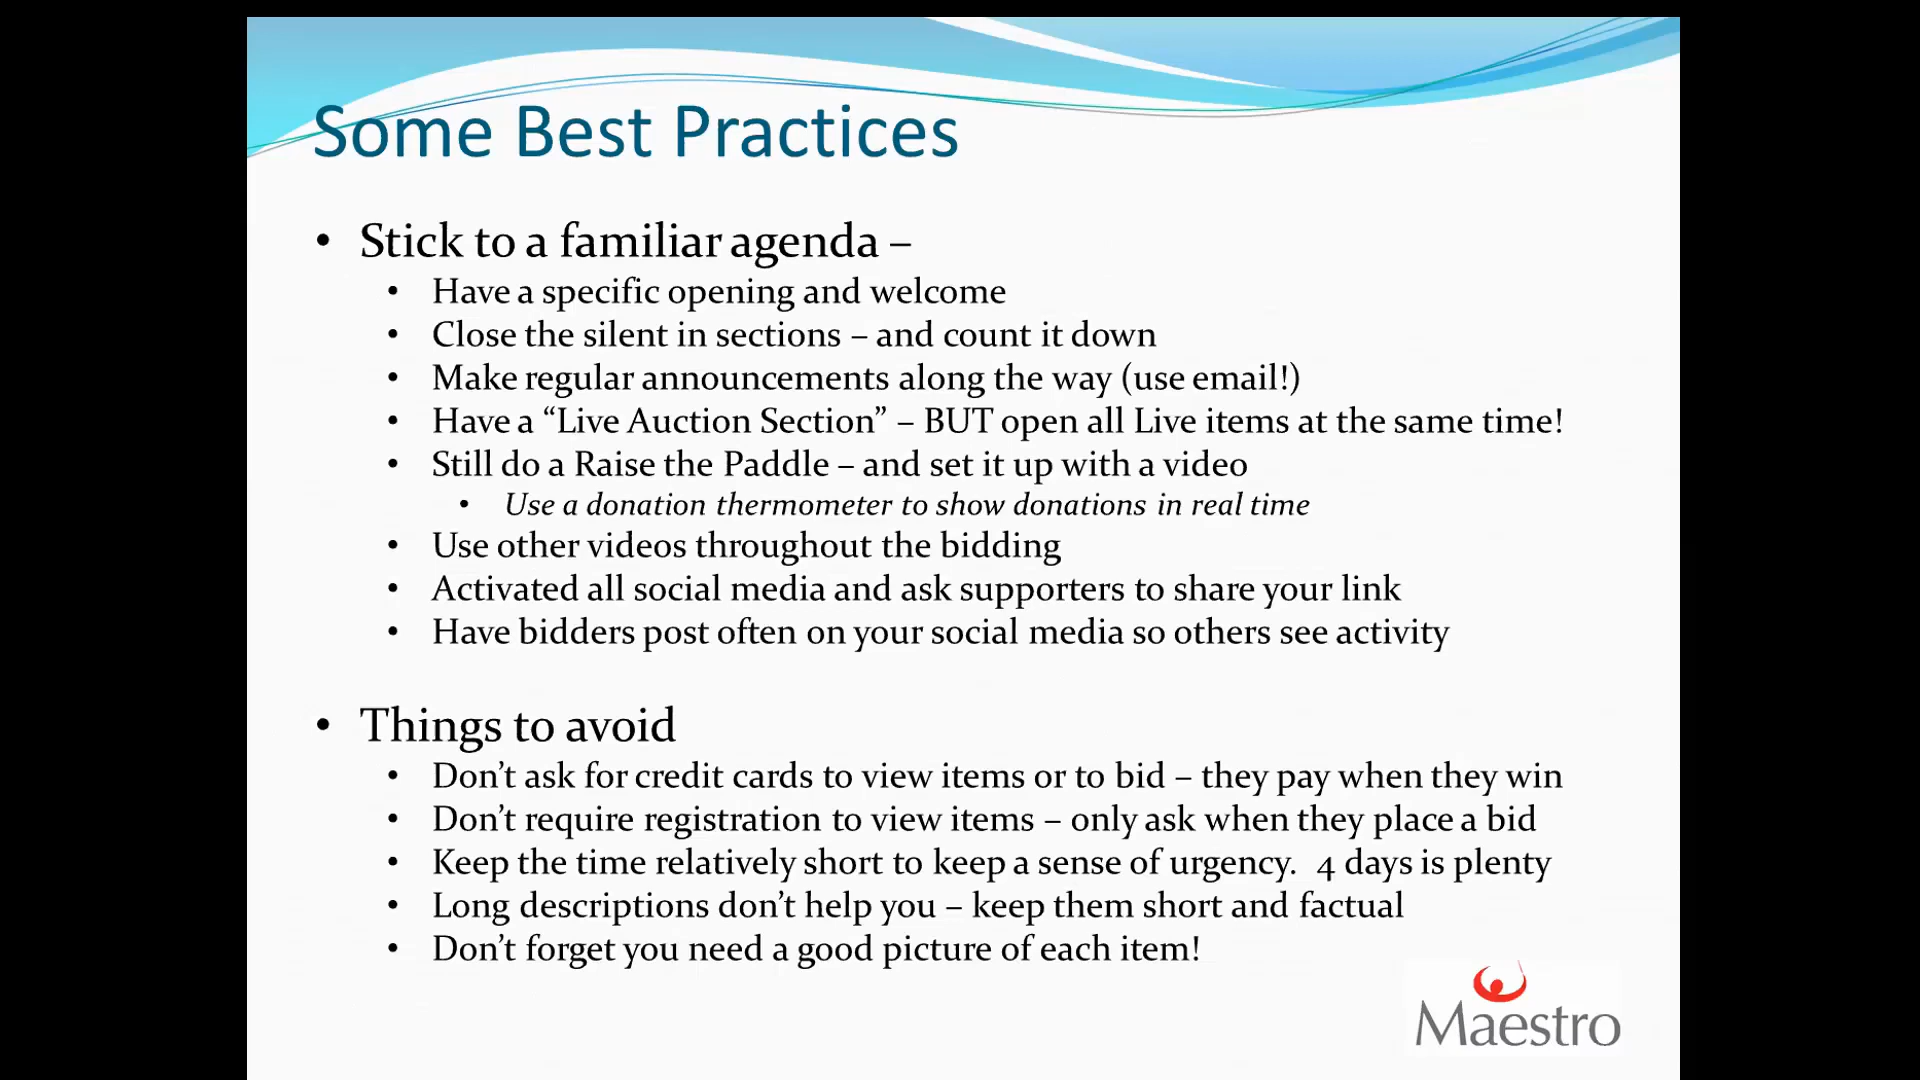 Some Best Practices
• Stick to a familiar agenda –
• Have a specific opening and welcome
• Close the silent in sections – and count it down
• Make regular announcements along the way (use email!)
• Have a “Live Auction Section” – BUT open all Live items at the same time!
• Still do a Raise the Paddle – and set it up with a video
• Use a donation thermometer to show donations in real time
• Use other videos throughout the bidding
• Activated all social media and ask supporters to share your link
• Have bidders post often on your social media so others see activity
• Things to avoid
• Don’t ask for credit cards to view items or to bid – they pay when they win
• Don’t require registration to view items – only ask when they place a bid
• Keep the time relatively short to keep a sense of urgency.  4 days is plenty
• Long descriptions don’t help you – keep them short and factual
• Don’t forget you need a good picture of each item!
Maestro